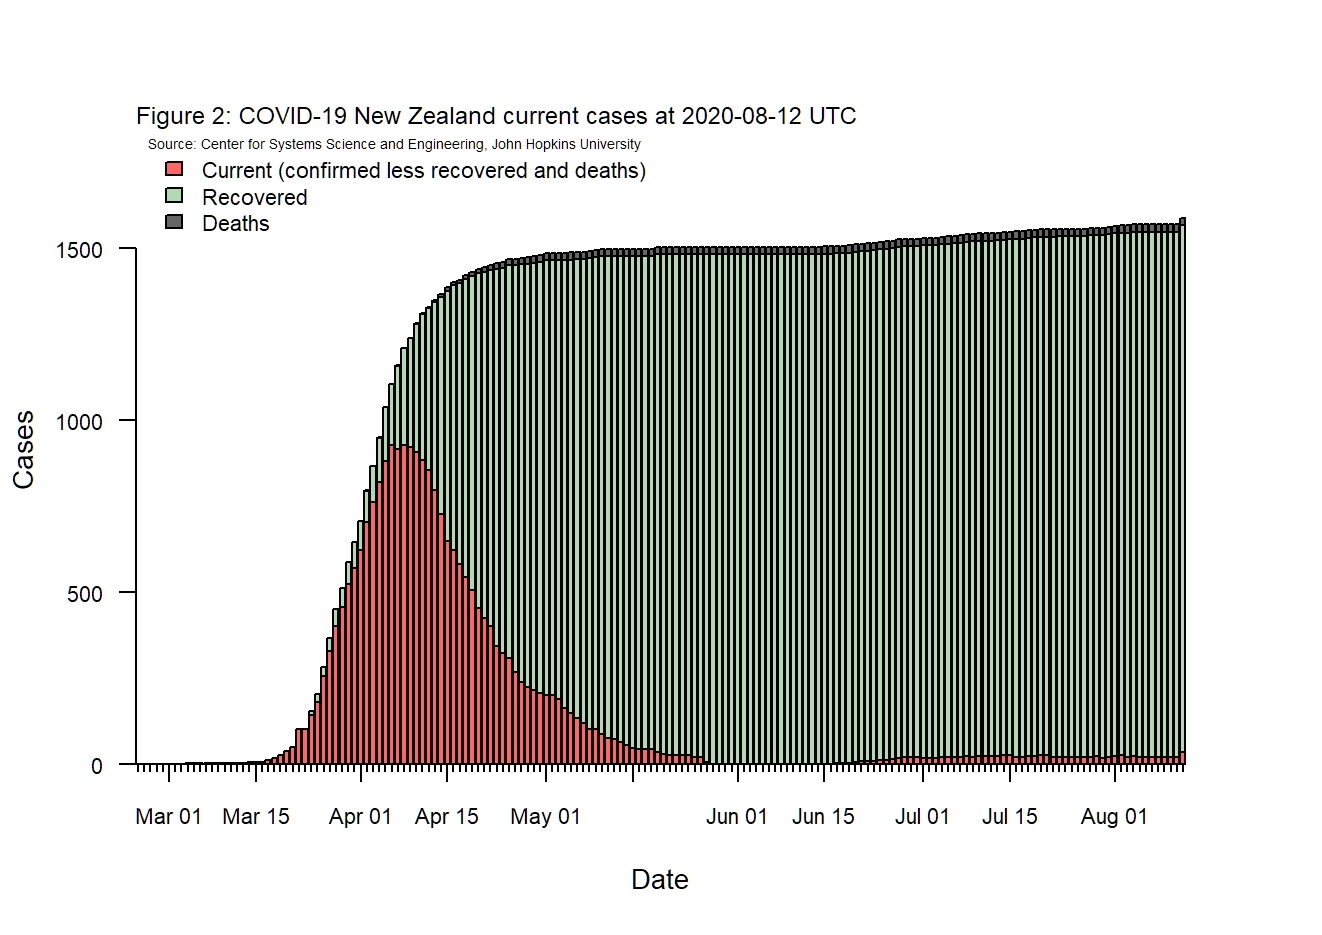 Figure 2: COVID-19 New Zealand current cases at 2020-08-12 UTC
Source: Center for Systems Science and Engineering, John Hopkins University
Current (confirmed less recovered and deaths)
Recovered
Deaths
1500
1000
500
0
Cases
Mar 01 Mar 15 Apr 01 Apr 15 May 01 Jun 01 Jun 15 Jul 01 Jul 15 Aug 01
Date